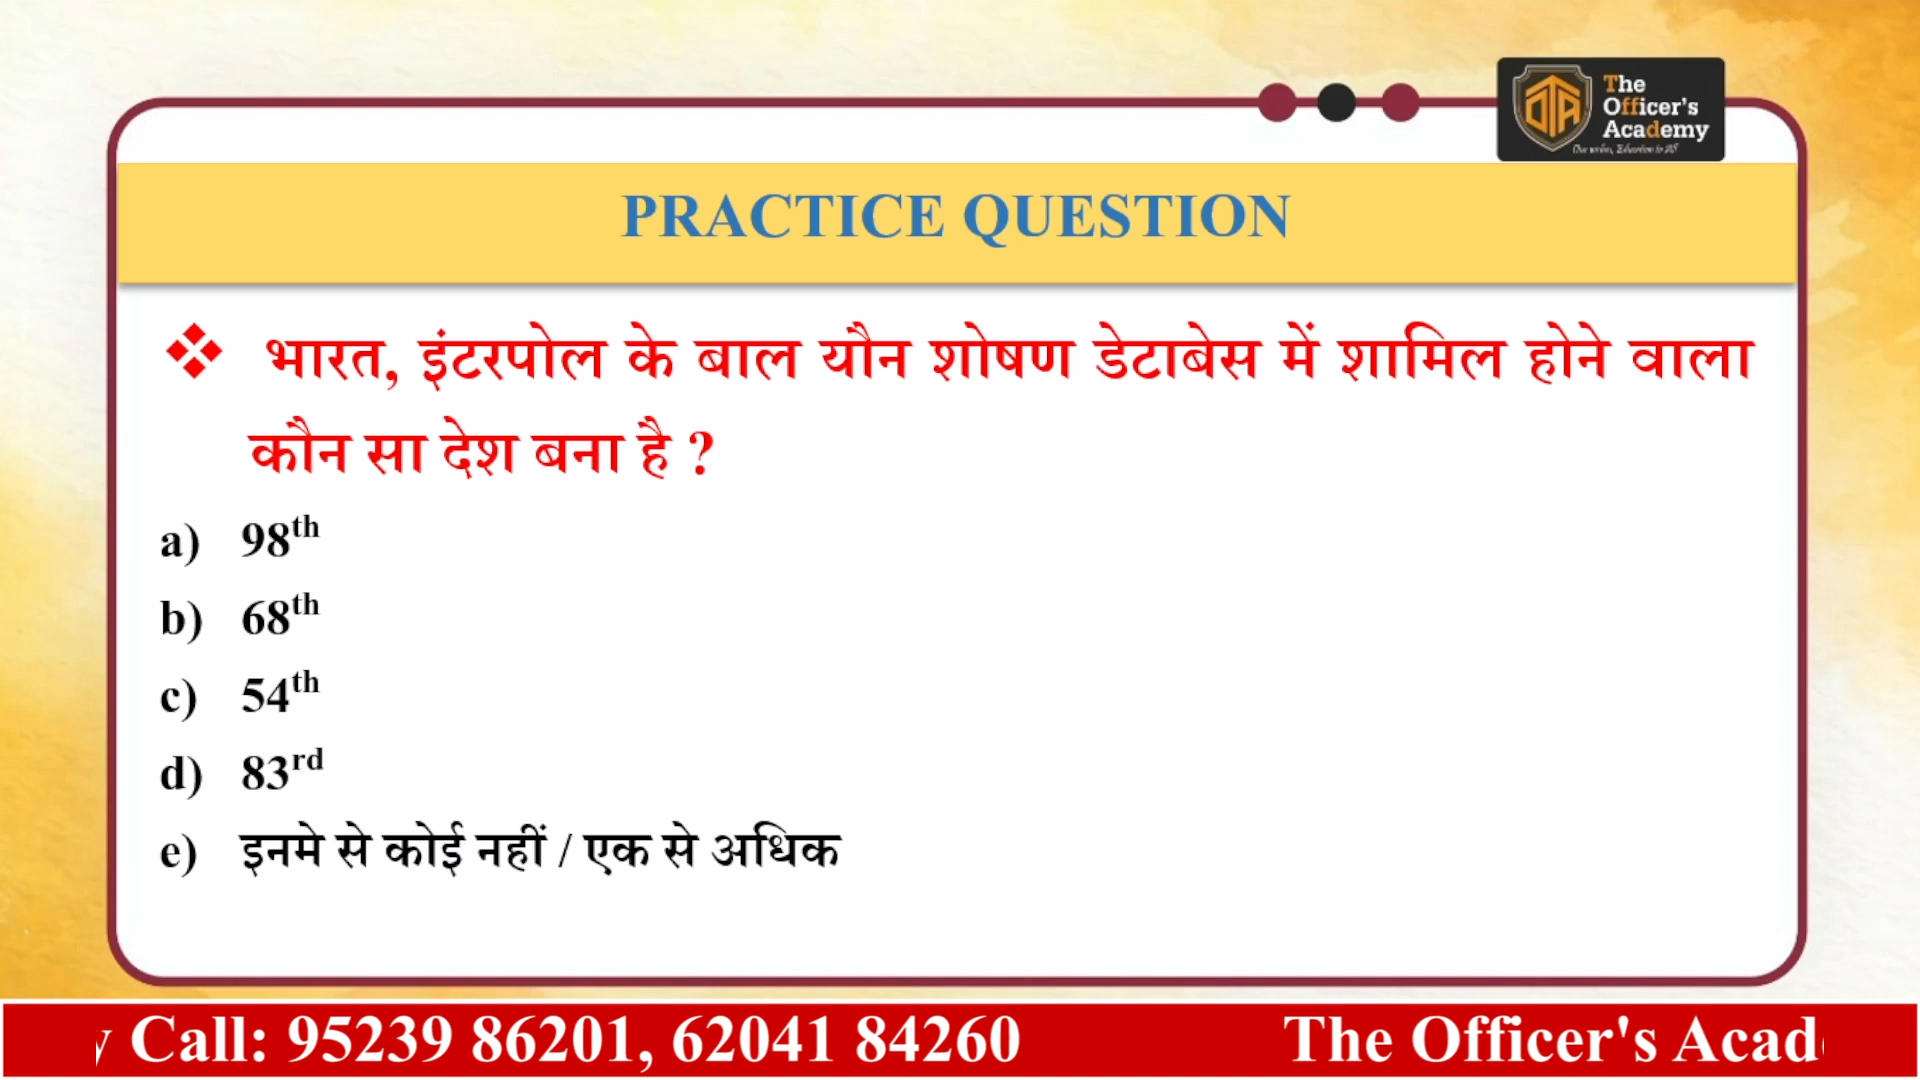 The
Officer's
Academy
PRACTICE QUESTION
❖ भारत, इंटरपोल के बाल यौन शोषण डेटाबेस में शामिल होने वाला
कौन सा देश बना है ?
a) 98th
b) 68th
c) 54th
d) 83rd
e) इनमे से कोई नहीं / एक से अधिक
y Call: 95239 86201, 62041 84260 The Officer's Acad